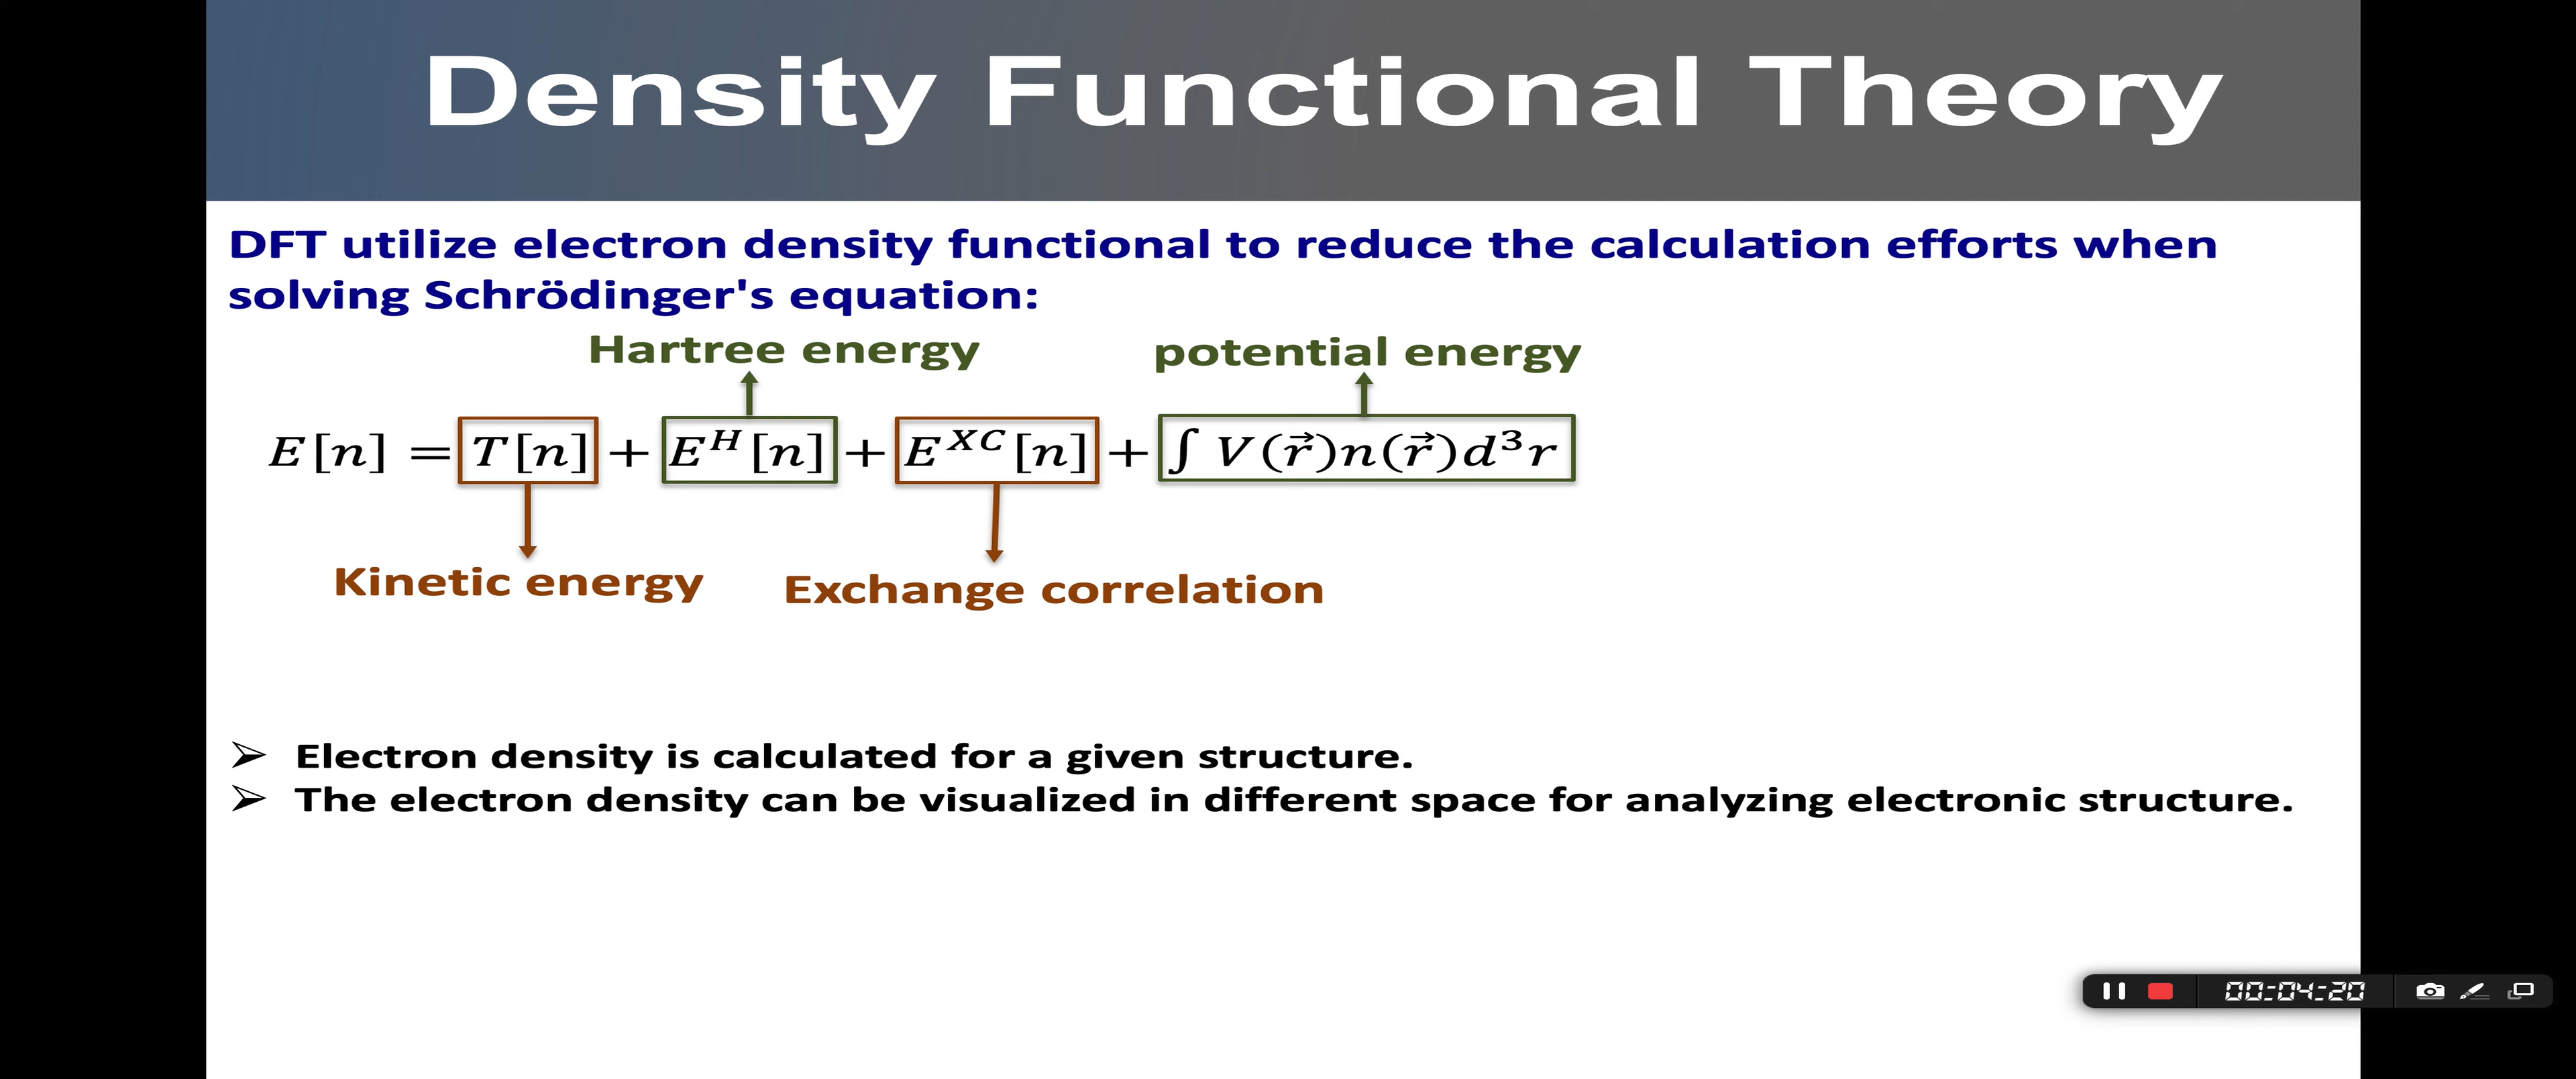 Density Functional Theory
DFT utilize electron density functional to reduce the calculation efforts when
solving Schrödinger's equation:
Hartree energy potential energy
E[n] = T[n] + E^H[n] + E^XC[n] + ∫ V(r⃗)n(r⃗)d³r
Kinetic energy Exchange correlation
➢ Electron density is calculated for a given structure.
➢ The electron density can be visualized in different space for analyzing electronic structure.
00:04:20